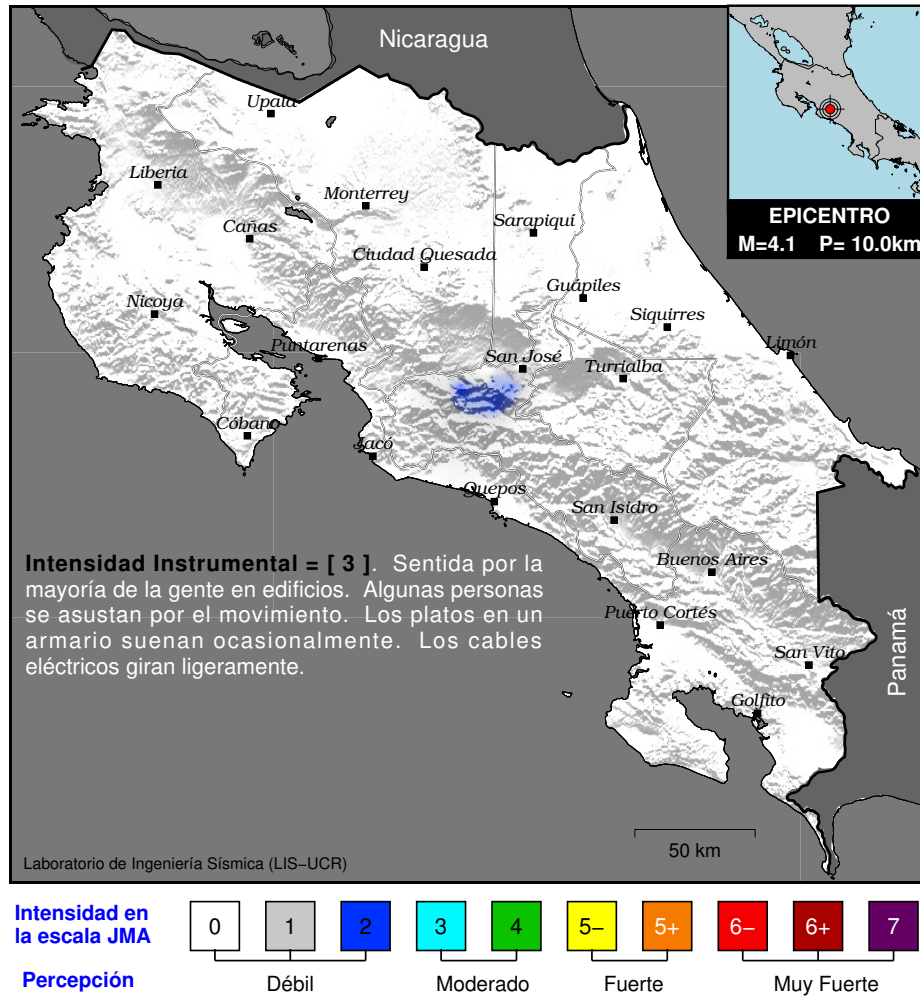 Nicaragua
Upala
Liberia
Monterrey
Cañas
Sarapiquí
EPICENTRO
M=4.1 P= 10.0km
Ciudad Quesada
Guápiles
Nicoya
Siquirres
Puntarenas
San José
Limón
Turrialba
Cóbano
Jacó
Quepos
San Isidro
Intensidad Instrumental = [ 3 ]. Sentida por la
mayoría de la gente en edificios. Algunas personas
se asustan por el movimiento. Los platos en un
armario suenan ocasionalmente. Los cables
eléctricos giran ligeramente.
Buenos Aires
Puerto Cortés
San Vito
Panamá
Golfito
50 km
Laboratorio de Ingeniería Sísmica (LIS−UCR)
Intensidad en
la escala JMA
0 1 2 3 4 5− 5+ 6− 6+ 7
Percepción
Débil Moderado Fuerte Muy Fuerte